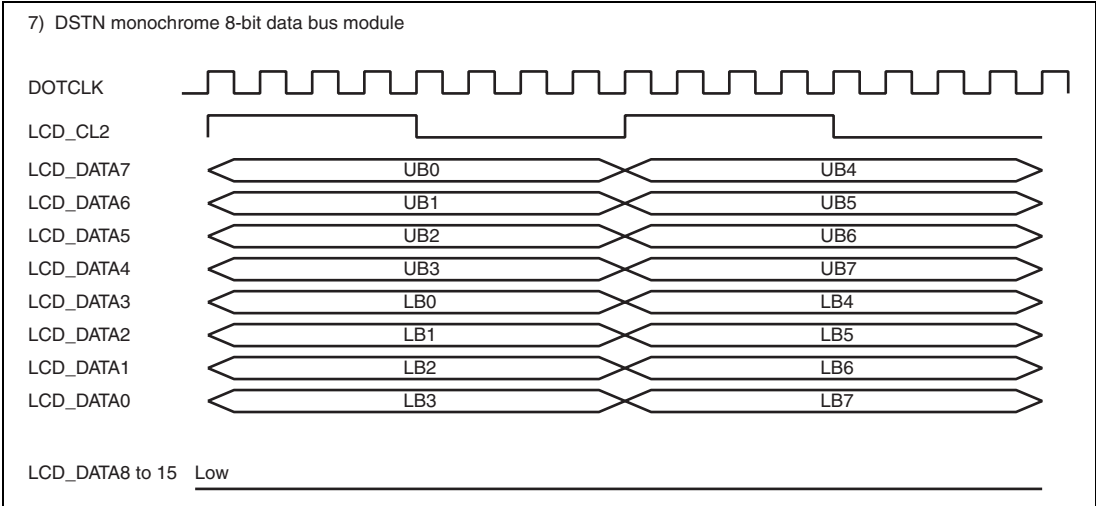 7) DSTN monochrome 8-bit data bus module
DOTCLK
LCD_CL2
LCD_DATA7 UB0 UB4
LCD_DATA6 UB1 UB5
LCD_DATA5 UB2 UB6
LCD_DATA4 UB3 UB7
LCD_DATA3 LB0 LB4
LCD_DATA2 LB1 LB5
LCD_DATA1 LB2 LB6
LCD_DATA0 LB3 LB7
LCD_DATA8 to 15 Low